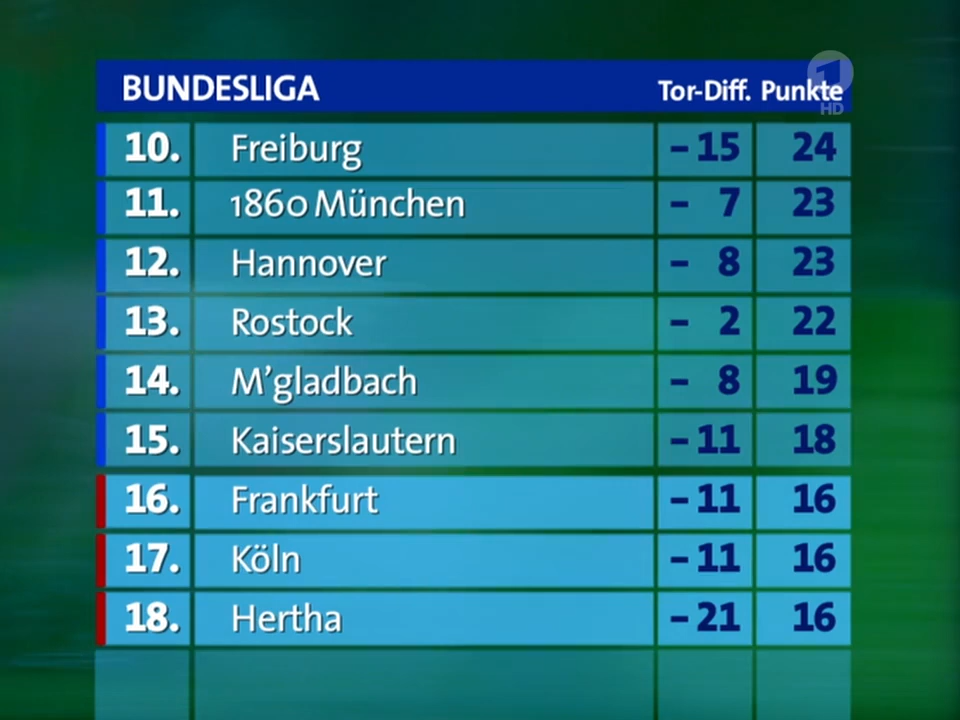 BUNDESLIGA Tor-Diff. Punkte
10. Freiburg – 15 24
11. 1860 München – 7 23
12. Hannover – 8 23
13. Rostock – 2 22
14. M'gladbach – 8 19
15. Kaiserslautern – 11 18
16. Frankfurt – 11 16
17. Köln – 11 16
18. Hertha – 21 16
1
HD